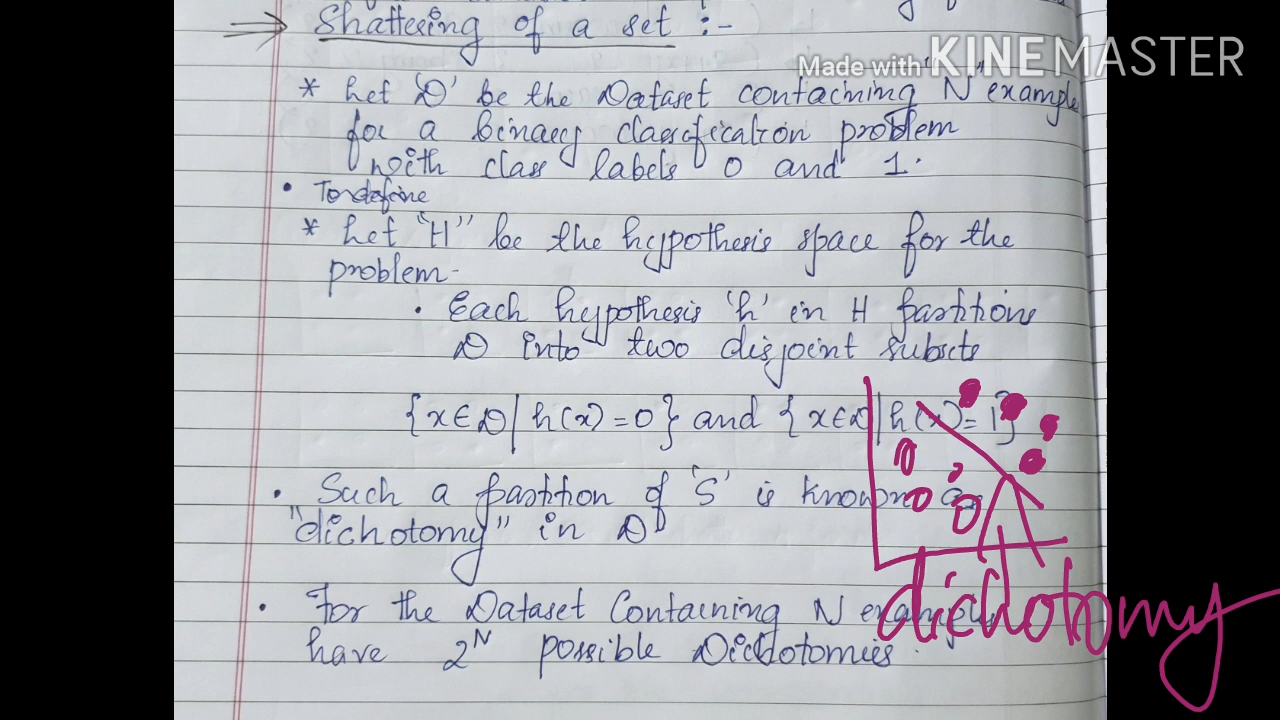 Shattering of a set :-
Made with KINEMASTER
* Let 'D' be the Dataset containing "N" example
for a binary classification problem
with class labels 0 and 1.
• To define
* Let "H" be the hypothesis space for the
problem-
• Each hypothesis 'h' in H partitions
D into two disjoint subsets
{x∈D | h(x) = 0} and {x∈D | h(x) = 1}
• Such a partition of 'S' is known as
"dichotomy" in D
• For the Dataset Containing N examples
have 2^N possible Dichotomies.
dichotomy